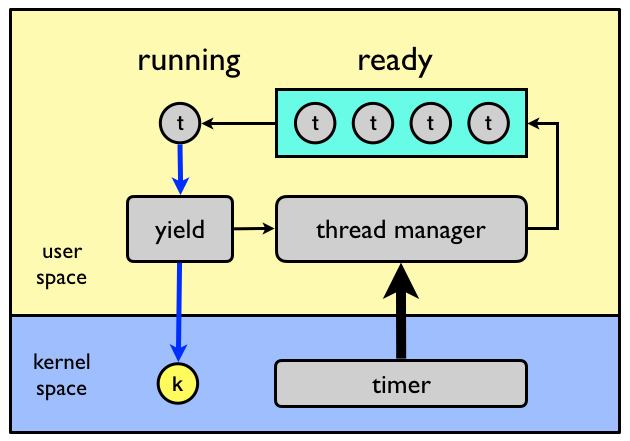 running
ready
t
t
t
t
t
yield
thread manager
user
space
kernel
space
k
timer